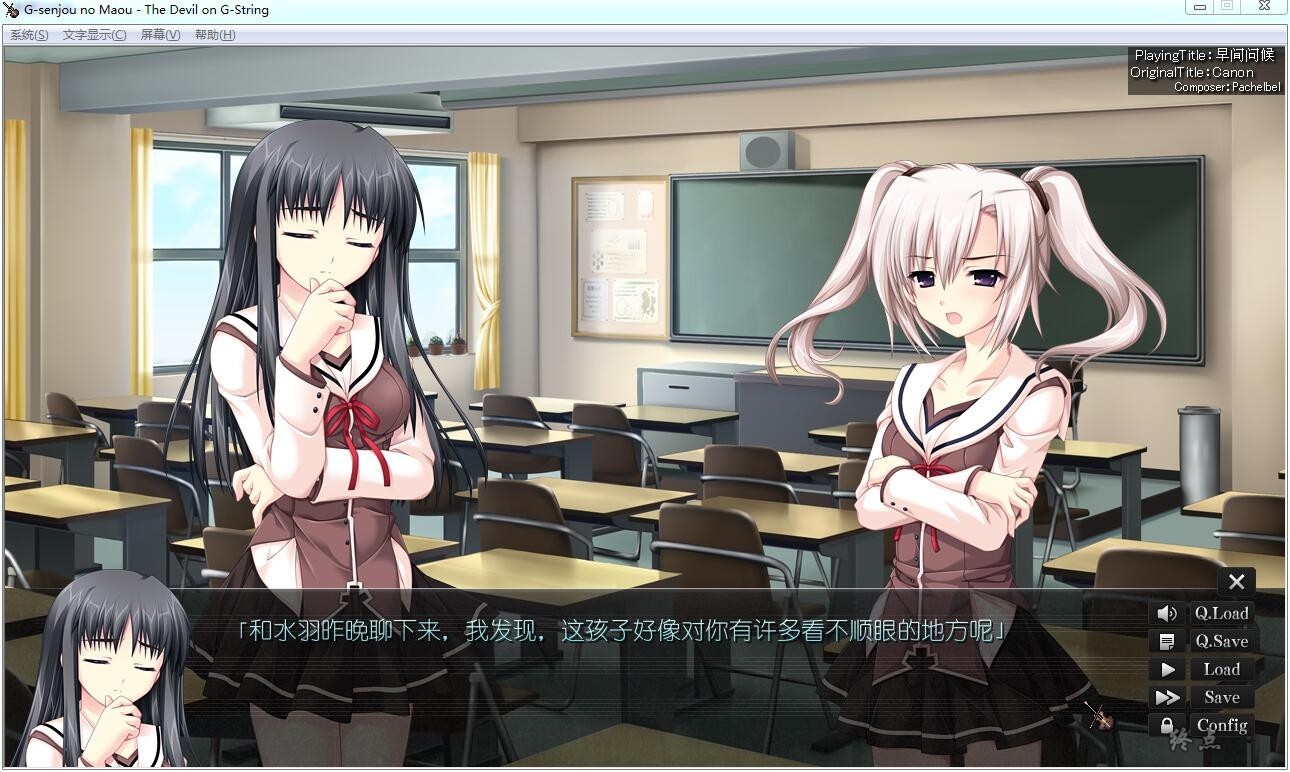 G-senjou no Maou - The Devil on G-String
系统(S) 文字显示(C) 屏幕(V) 帮助(H)
PlayingTitle:早间问候
OriginalTitle:Canon
Composer:Pachelbel
「和水羽昨晚聊下来，我发现，这孩子好像对你有许多看不顺眼的地方呢」
Q.Load
Q.Save
Load
Save
Config
终点